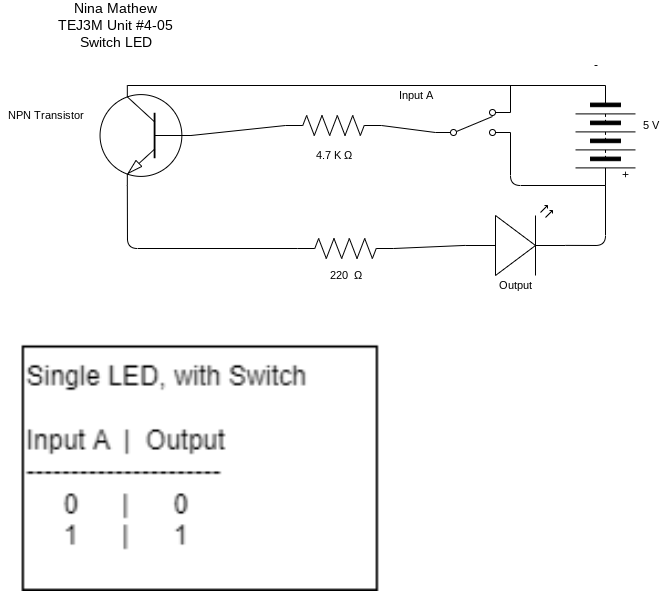 Nina Mathew
TEJ3M Unit #4-05
Switch LED
-
Input A
NPN Transistor
5 V
4.7 K Ω
+
220 Ω
Output
Single LED, with Switch
Input A | Output
----------------------
0 | 0
1 | 1